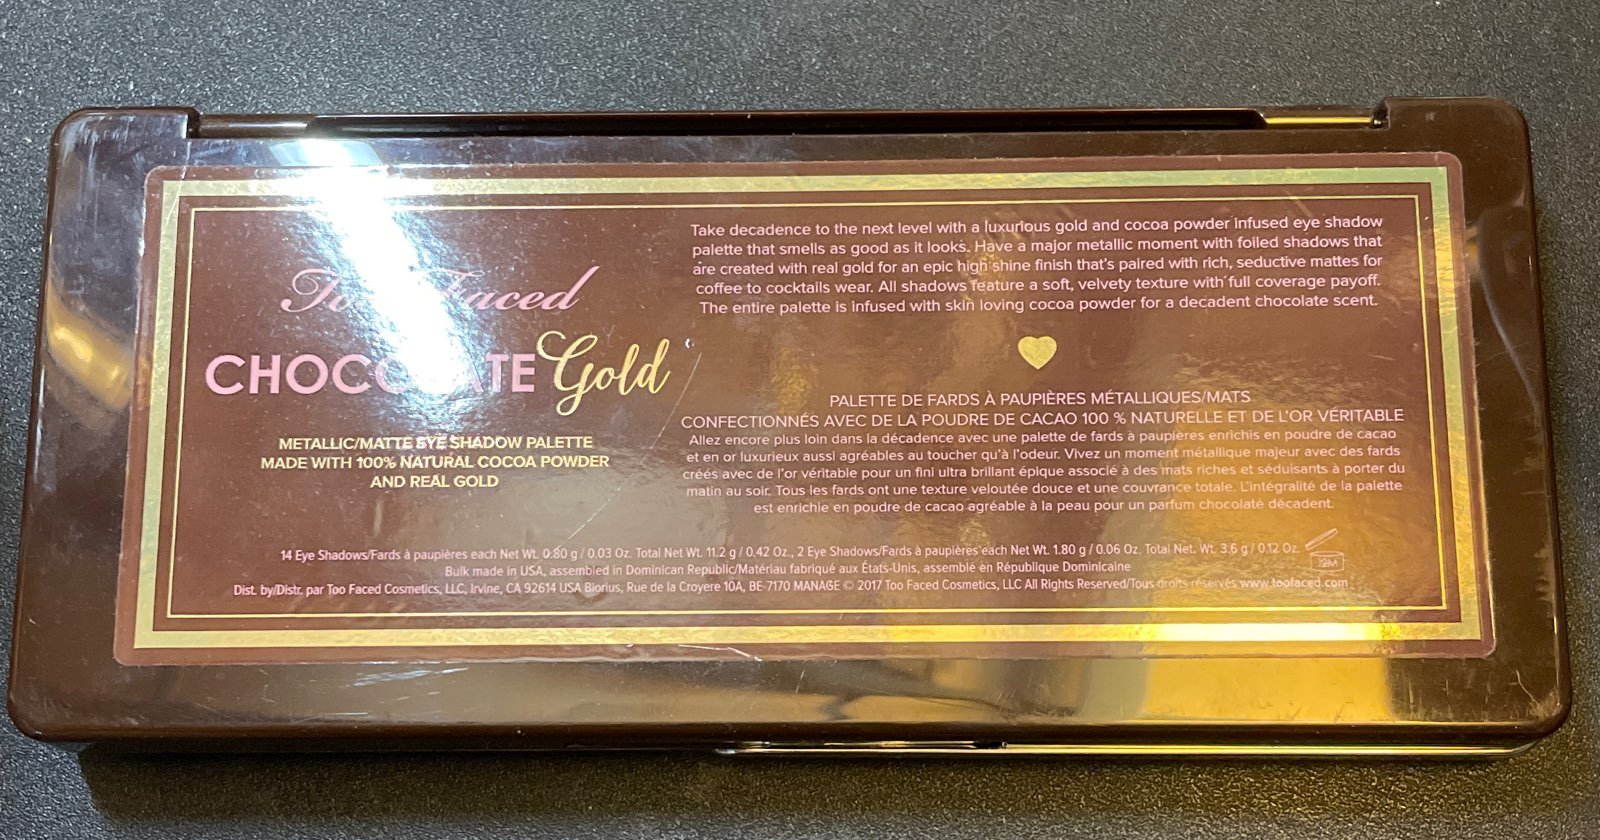 Too Faced
CHOCOLATE Gold
METALLIC/MATTE EYE SHADOW PALETTE
MADE WITH 100% NATURAL COCOA POWDER
AND REAL GOLD
Take decadence to the next level with a luxurious gold and cocoa powder infused eye shadow
palette that smells as good as it looks. Have a major metallic moment with foiled shadows that
are created with real gold for an epic high shine finish that's paired with rich, seductive mattes for
coffee to cocktails wear. All shadows feature a soft, velvety texture with full coverage payoff.
The entire palette is infused with skin loving cocoa powder for a decadent chocolate scent.
PALETTE DE FARDS À PAUPIÈRES MÉTALLIQUES/MATS
CONFECTIONNÉS AVEC DE LA POUDRE DE CACAO 100 % NATURELLE ET DE L'OR VÉRITABLE
Allez encore plus loin dans la décadence avec une palette de fards à paupières enrichis en poudre de cacao
et en or luxurieux aussi agréables au toucher qu'à l'odeur. Vivez un moment métallique majeur avec des fards
créés avec de l'or véritable pour un fini ultra brillant épique associé à des mats riches et séduisants à porter du
matin au soir. Tous les fards ont une texture veloutée douce et une couvrance totale. L'intégralité de la palette
est enrichie en poudre de cacao agréable à la peau pour un parfum chocolaté décadent.
14 Eye Shadows/Fards à paupières each Net Wt. 0.80 g / 0.03 Oz. Total Net Wt. 11.2 g / 0.42 Oz., 2 Eye Shadows/Fards à paupières each Net Wt. 1.80 g / 0.06 Oz. Total Net. Wt. 3.6 g / 0.12 Oz.
12M
Bulk made in USA, assembled in Dominican Republic/Matériau fabriqué aux États-Unis, assemblé en République Dominicaine
Dist. by/Distr. par Too Faced Cosmetics, LLC, Irvine, CA 92614 USA Biorius, Rue de la Croyere 10A, BE-7170 MANAGE © 2017 Too Faced Cosmetics, LLC All Rights Reserved/Tous droits réservés www.toofaced.com